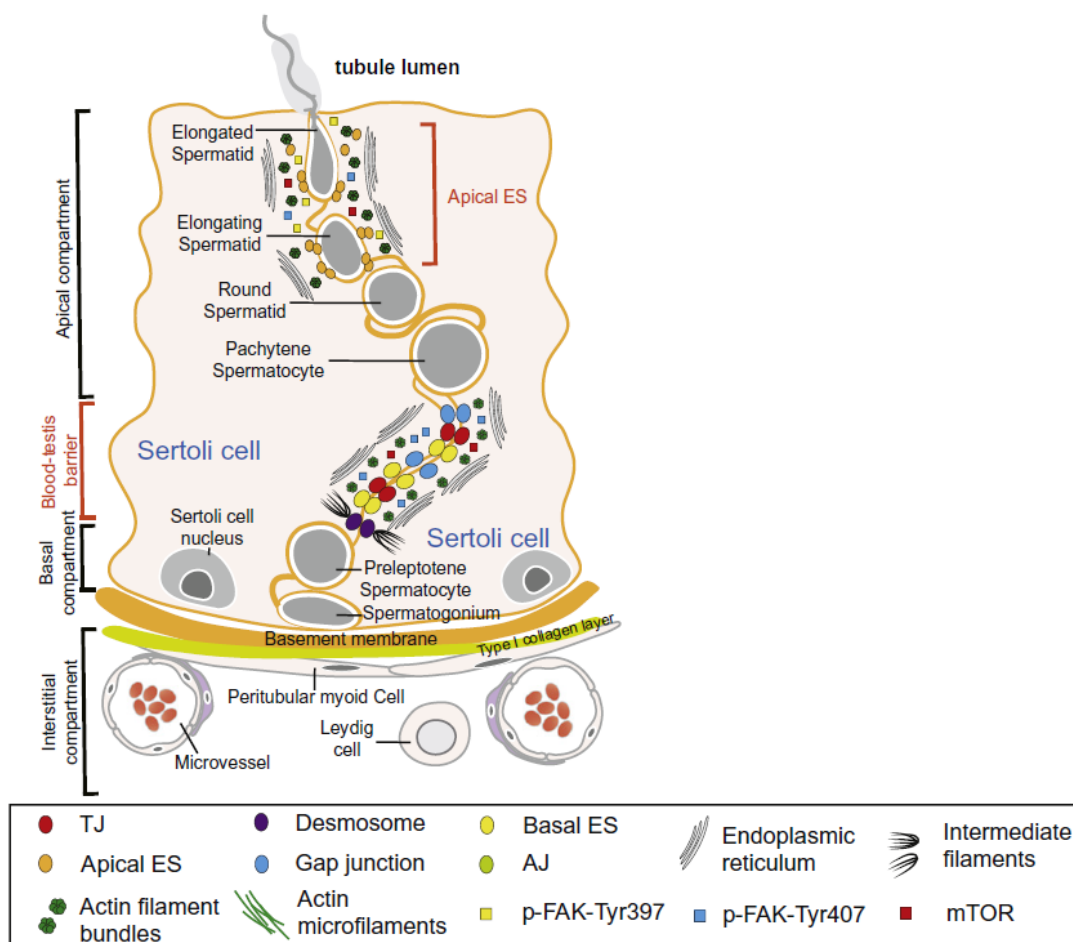 tubule lumen
Elongated
Spermatid
Apical ES
Elongating
Spermatid
Round
Spermatid
Pachytene
Spermatocyte
Apical compartment
Blood-testis
barrier
Sertoli cell
Sertoli cell
nucleus
Sertoli cell
Basal
compartment
Preleptotene
Spermatocyte
Spermatogonium
Basement membrane
Type I collagen layer
Peritubular myoid Cell
Interstitial
compartment
Leydig
cell
Microvessel
TJ
Desmosome
Basal ES
Endoplasmic
reticulum
Intermediate
filaments
Apical ES
Gap junction
AJ
Actin filament
bundles
Actin
microfilaments
p-FAK-Tyr397
p-FAK-Tyr407
mTOR